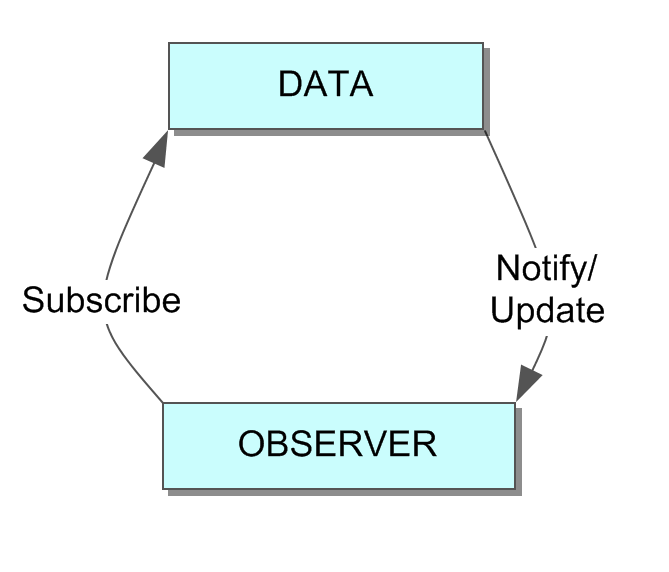 DATA
Subscribe
Notify/
Update
OBSERVER